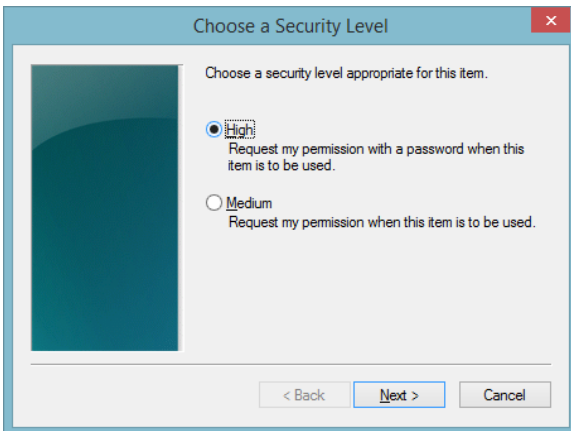 Choose a Security Level
Choose a security level appropriate for this item.
High
Request my permission with a password when this
item is to be used.
Medium
Request my permission when this item is to be used.
< Back
Next >
Cancel